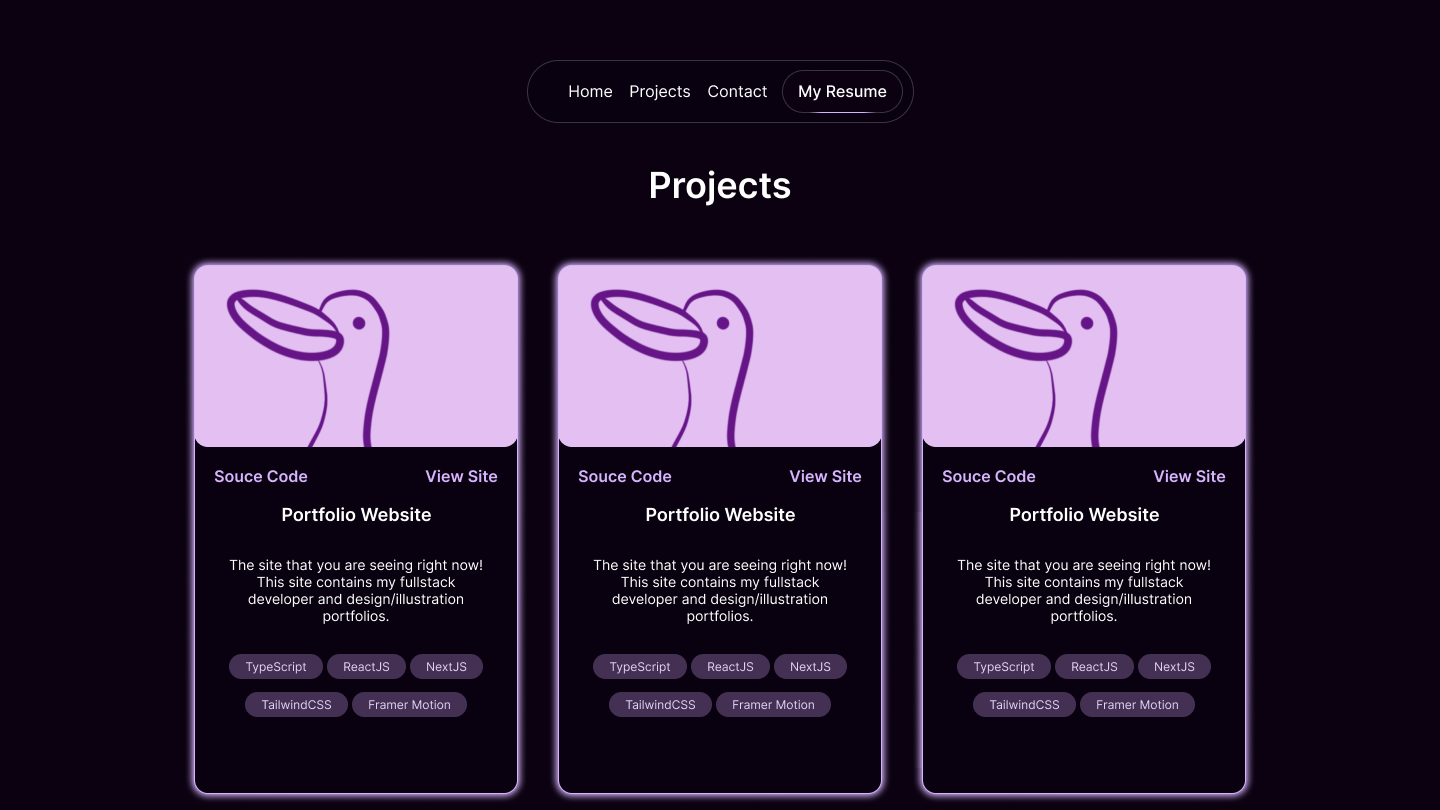 Home Projects Contact My Resume
Projects
Souce Code View Site
Portfolio Website
The site that you are seeing right now!
This site contains my fullstack
developer and design/illustration
portfolios.
TypeScript ReactJS NextJS
TailwindCSS Framer Motion
Souce Code View Site
Portfolio Website
The site that you are seeing right now!
This site contains my fullstack
developer and design/illustration
portfolios.
TypeScript ReactJS NextJS
TailwindCSS Framer Motion
Souce Code View Site
Portfolio Website
The site that you are seeing right now!
This site contains my fullstack
developer and design/illustration
portfolios.
TypeScript ReactJS NextJS
TailwindCSS Framer Motion